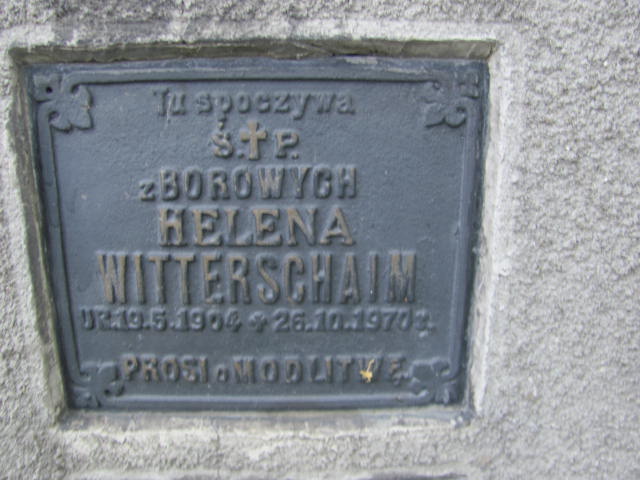 Tu spoczywa
Ś.✝P.
z BOROWYCH
HELENA
WITTERSCHAIM
UR.19.5.1904 ✝ 26.10.1970 r.
PROSI o MODLITWĘ.